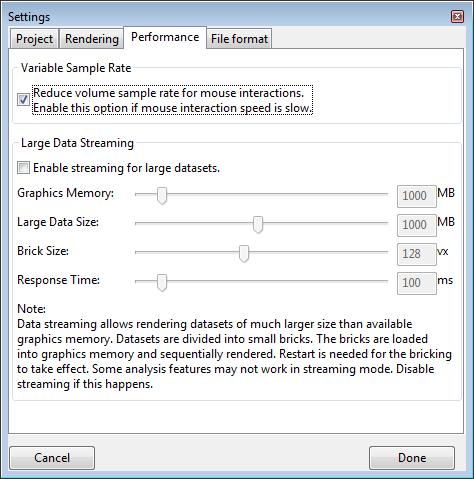 Settings
Project Rendering Performance File format
Variable Sample Rate
Reduce volume sample rate for mouse interactions.
Enable this option if mouse interaction speed is slow.
Large Data Streaming
Enable streaming for large datasets.
Graphics Memory: 1000 MB
Large Data Size: 1000 MB
Brick Size: 128 vx
Response Time: 100 ms
Note:
Data streaming allows rendering datasets of much larger size than available
graphics memory. Datasets are divided into small bricks. The bricks are loaded
into graphics memory and sequentially rendered. Restart is needed for the bricking
to take effect. Some analysis features may not work in streaming mode. Disable
streaming if this happens.
Cancel Done